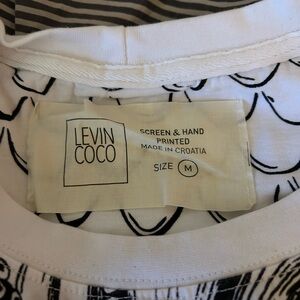 LEVIN
COCO
SCREEN & HAND
PRINTED
MADE IN CROATIA
SIZE M